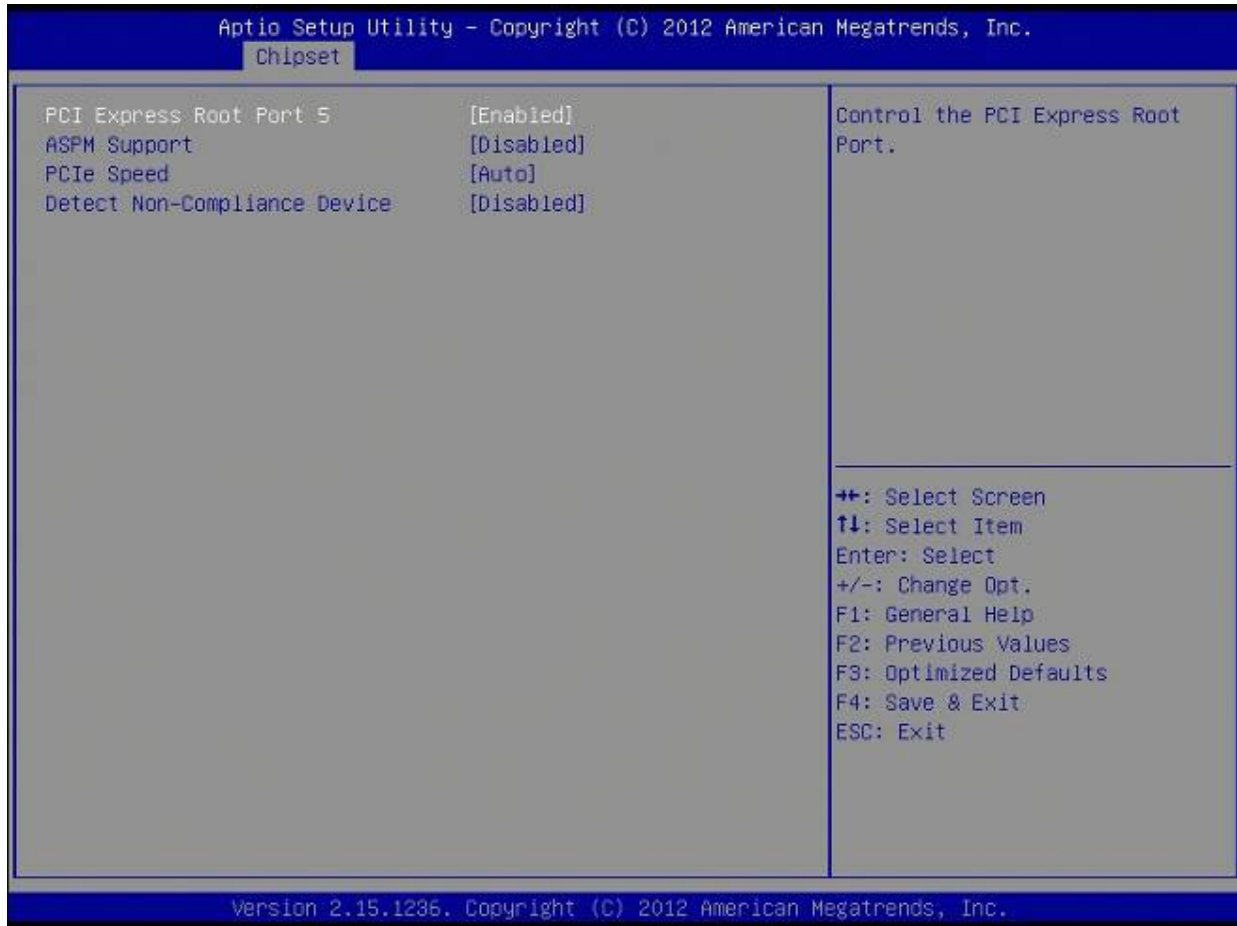 Aptio Setup Utility – Copyright (C) 2012 American Megatrends, Inc.
Chipset
PCI Express Root Port 5 [Enabled]
ASPM Support [Disabled]
PCIe Speed [Auto]
Detect Non-Compliance Device [Disabled]
Control the PCI Express Root
Port.
→←: Select Screen
↑↓: Select Item
Enter: Select
+/-: Change Opt.
F1: General Help
F2: Previous Values
F3: Optimized Defaults
F4: Save & Exit
ESC: Exit
Version 2.15.1236. Copyright (C) 2012 American Megatrends, Inc.